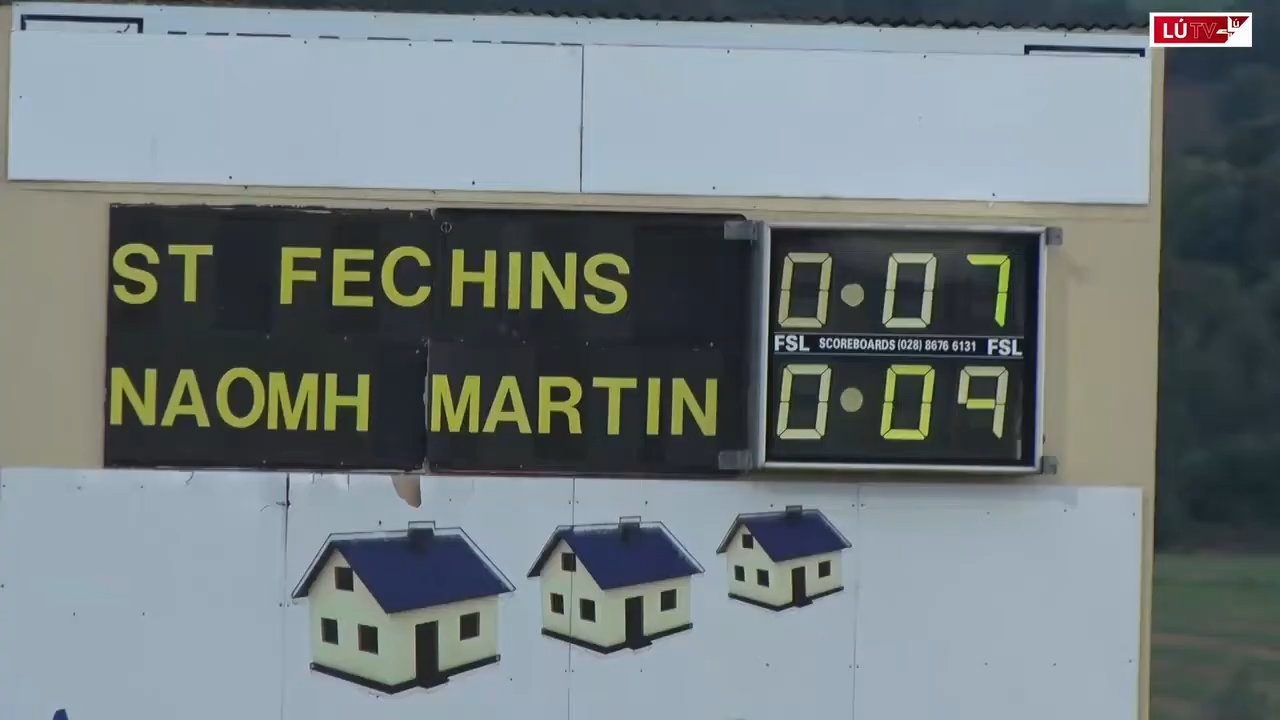 LÚTV
ST FECHINS 0·07
FSL SCOREBOARDS (028) 8676 6131 FSL
NAOMH MARTIN 0·09